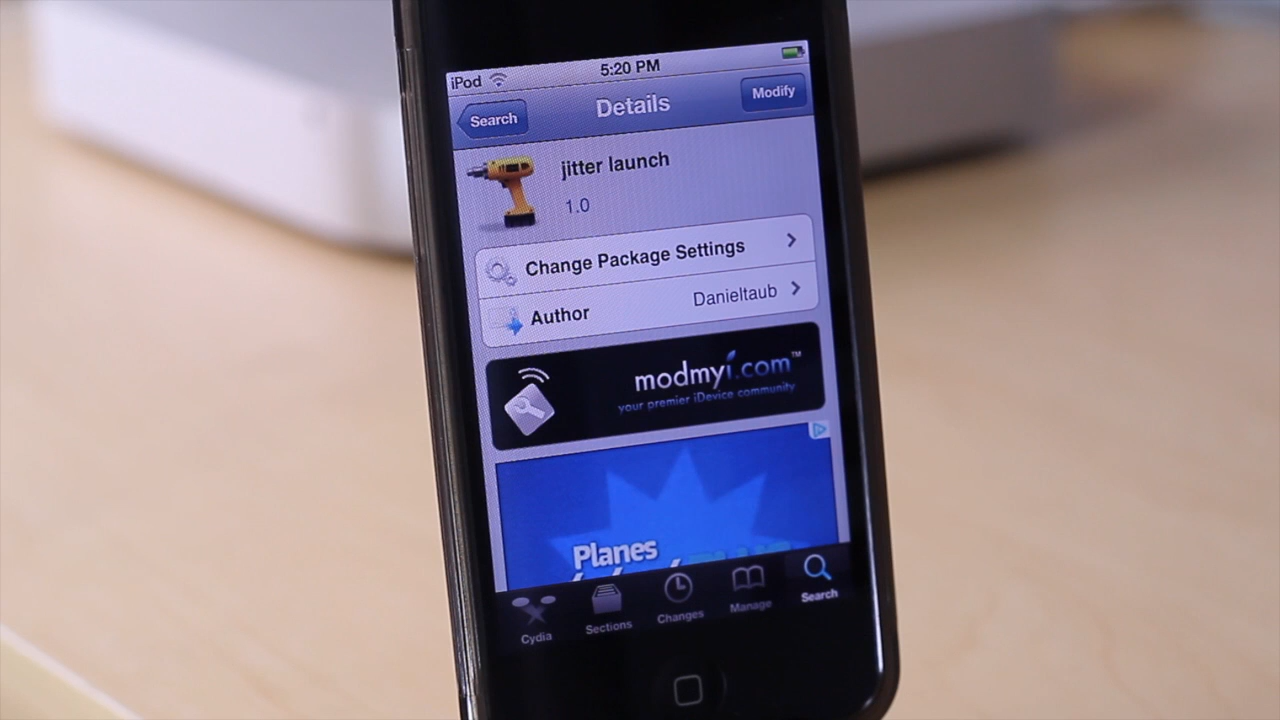 iPod 5:20 PM
Search Details Modify
jitter launch
1.0
Change Package Settings
Author Danieltaub
modmyi.com™
your premier iDevice community
Planes
Cydia Sections Changes Manage Search